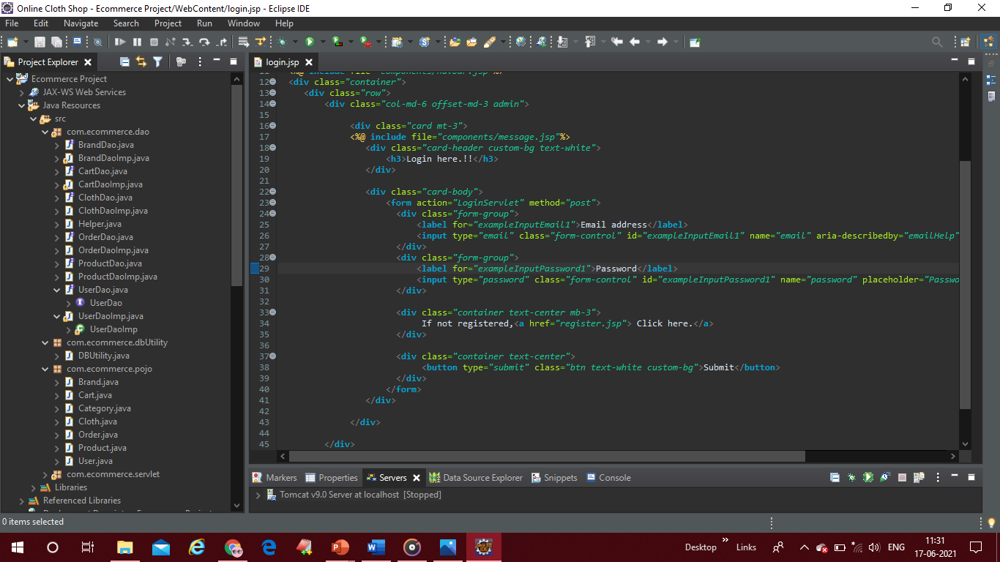 Online Cloth Shop - Ecommerce Project/WebContent/login.jsp - Eclipse IDE
File Edit Navigate Search Project Run Window Help
Project Explorer
Ecommerce Project
JAX-WS Web Services
Java Resources
src
com.ecommerce.dao
BrandDao.java
BrandDaoImp.java
CartDao.java
CartDaoImp.java
ClothDao.java
ClothDaoImp.java
Helper.java
OrderDao.java
OrderDaoImp.java
ProductDao.java
ProductDaoImp.java
UserDao.java
UserDao
UserDaoImp.java
UserDaoImp
com.ecommerce.dbUtility
DBUtility.java
com.ecommerce.pojo
Brand.java
Cart.java
Category.java
Cloth.java
Order.java
Product.java
User.java
com.ecommerce.servlet
Libraries
Referenced Libraries
login.jsp
12 <div class="container">
13 <div class="row">
14 <div class="col-md-6 offset-md-3 admin">
15
16 <div class="card mt-3">
17 <%@ include file="components/message.jsp"%>
18 <div class="card-header custom-bg text-white">
19 <h3>Login here.!!</h3>
20 </div>
21
22 <div class="card-body">
23 <form action="LoginServlet" method="post">
24 <div class="form-group">
25 <label for="exampleInputEmail1">Email address</label>
26 <input type="email" class="form-control" id="exampleInputEmail1" name="email" aria-describedby="emailHelp"
27 </div>
28 <div class="form-group">
29 <label for="exampleInputPassword1">Password</label>
30 <input type="password" class="form-control" id="exampleInputPassword1" name="password" placeholder="Passwo
31 </div>
32
33 <div class="container text-center mb-3">
34 If not registered,<a href="register.jsp"> Click here.</a>
35 </div>
36
37 <div class="container text-center">
38 <button type="submit" class="btn text-white custom-bg">Submit</button>
39 </div>
40 </form>
41 </div>
42
43 </div>
44
45 </div>
Markers Properties Servers Data Source Explorer Snippets Console
Tomcat v9.0 Server at localhost [Stopped]
0 items selected
Desktop » Links ENG 11:31
17-06-2021